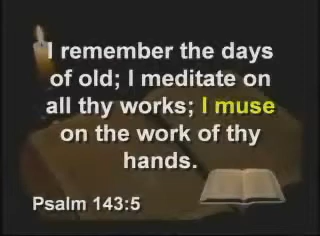 I remember the days
of old; I meditate on
all thy works; I muse
on the work of thy
hands.
Psalm 143:5